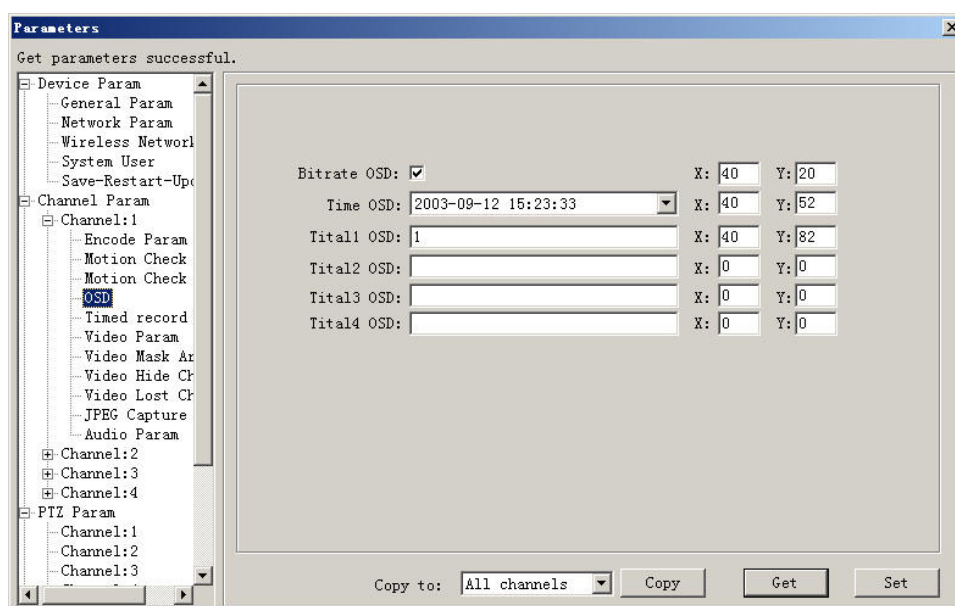 Parameters
Get parameters successful.
Device Param
General Param
Network Param
Wireless Network
System User
Save-Restart-Up
Channel Param
Channel:1
Encode Param
Motion Check
Motion Check
OSD
Timed record
Video Param
Video Mask Ar
Video Hide Ch
Video Lost Ch
JPEG Capture
Audio Param
Channel:2
Channel:3
Channel:4
PTZ Param
Channel:1
Channel:2
Channel:3
Bitrate OSD: X: 40 Y: 20
Time OSD: 2003-09-12 15:23:33 X: 40 Y: 52
Tital1 OSD: 1 X: 40 Y: 82
Tital2 OSD: X: 0 Y: 0
Tital3 OSD: X: 0 Y: 0
Tital4 OSD: X: 0 Y: 0
Copy to: All channels Copy Get Set